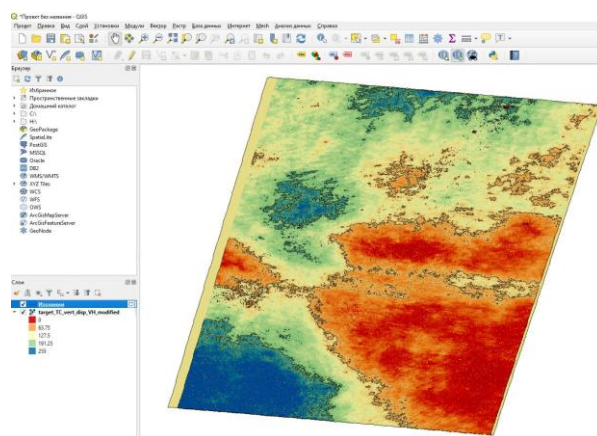 *Проект без названия — QGIS
Проект Правка Вид Слой Установки Модули Вектор Растр База данных Интернет Mesh Анализ данных Справка
Браузер
Избранное
Пространственные закладки
Домашний каталог
C:\
H:\
GeoPackage
SpatiaLite
PostGIS
MSSQL
Oracle
DB2
WMS/WMTS
XYZ Tiles
WCS
WFS
OWS
ArcGisMapServer
ArcGisFeatureServer
GeoNode
Слои
Изолинии
target_TC_vert_disp_VH_modified
0
63.75
127.5
191.25
255